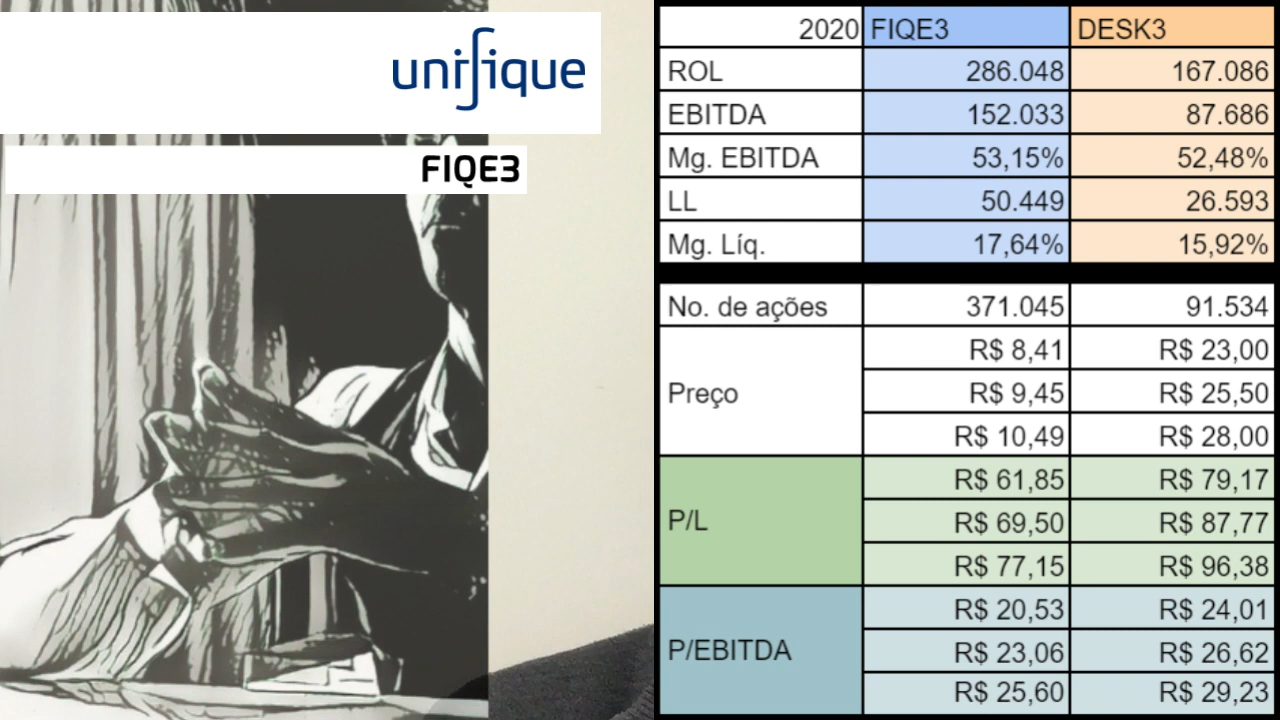 unifique
FIQE3
2020 FIQE3 DESK3
ROL 286.048 167.086
EBITDA 152.033 87.686
Mg. EBITDA 53,15% 52,48%
LL 50.449 26.593
Mg. Líq. 17,64% 15,92%
No. de ações 371.045 91.534
R$ 8,41 R$ 23,00
Preço R$ 9,45 R$ 25,50
R$ 10,49 R$ 28,00
R$ 61,85 R$ 79,17
P/L R$ 69,50 R$ 87,77
R$ 77,15 R$ 96,38
R$ 20,53 R$ 24,01
P/EBITDA R$ 23,06 R$ 26,62
R$ 25,60 R$ 29,23